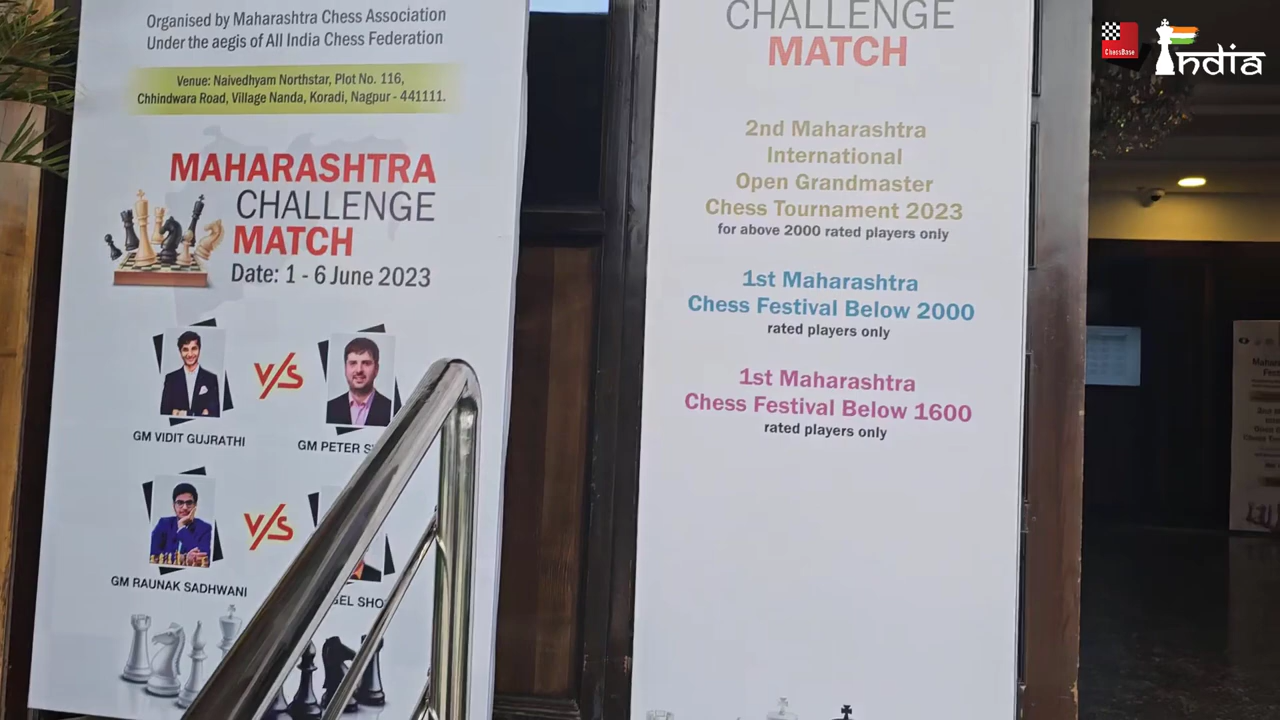 Organised by Maharashtra Chess Association
Under the aegis of All India Chess Federation
Venue: Naivedhyam Northstar, Plot No. 116,
Chhindwara Road, Village Nanda, Koradi, Nagpur - 441111.
MAHARASHTRA
CHALLENGE
MATCH
Date: 1 - 6 June 2023
V/S
GM VIDIT GUJRATHI
GM PETER
V/S
GM RAUNAK SADHWANI
CHALLENGE
MATCH
2nd Maharashtra
International
Open Grandmaster
Chess Tournament 2023
for above 2000 rated players only
1st Maharashtra
Chess Festival Below 2000
rated players only
1st Maharashtra
Chess Festival Below 1600
rated players only
ChessBase
India